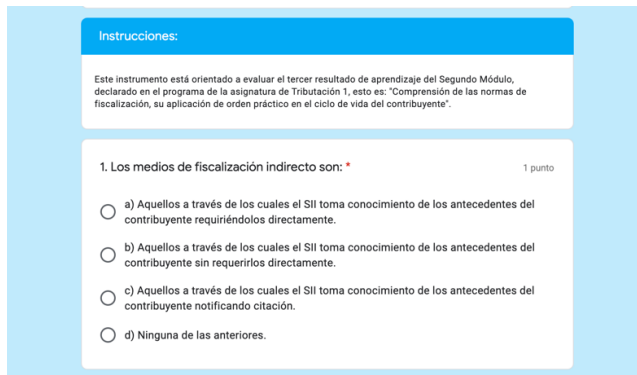 Instrucciones:
Este instrumento está orientado a evaluar el tercer resultado de aprendizaje del Segundo Módulo,
declarado en el programa de la asignatura de Tributación 1, esto es: "Comprensión de las normas de
fiscalización, su aplicación de orden práctico en el ciclo de vida del contribuyente".
1. Los medios de fiscalización indirecto son: *
1 punto
a) Aquellos a través de los cuales el SII toma conocimiento de los antecedentes del
contribuyente requiriéndolos directamente.
b) Aquellos a través de los cuales el SII toma conocimiento de los antecedentes del
contribuyente sin requerirlos directamente.
c) Aquellos a través de los cuales el SII toma conocimiento de los antecedentes del
contribuyente notificando citación.
d) Ninguna de las anteriores.